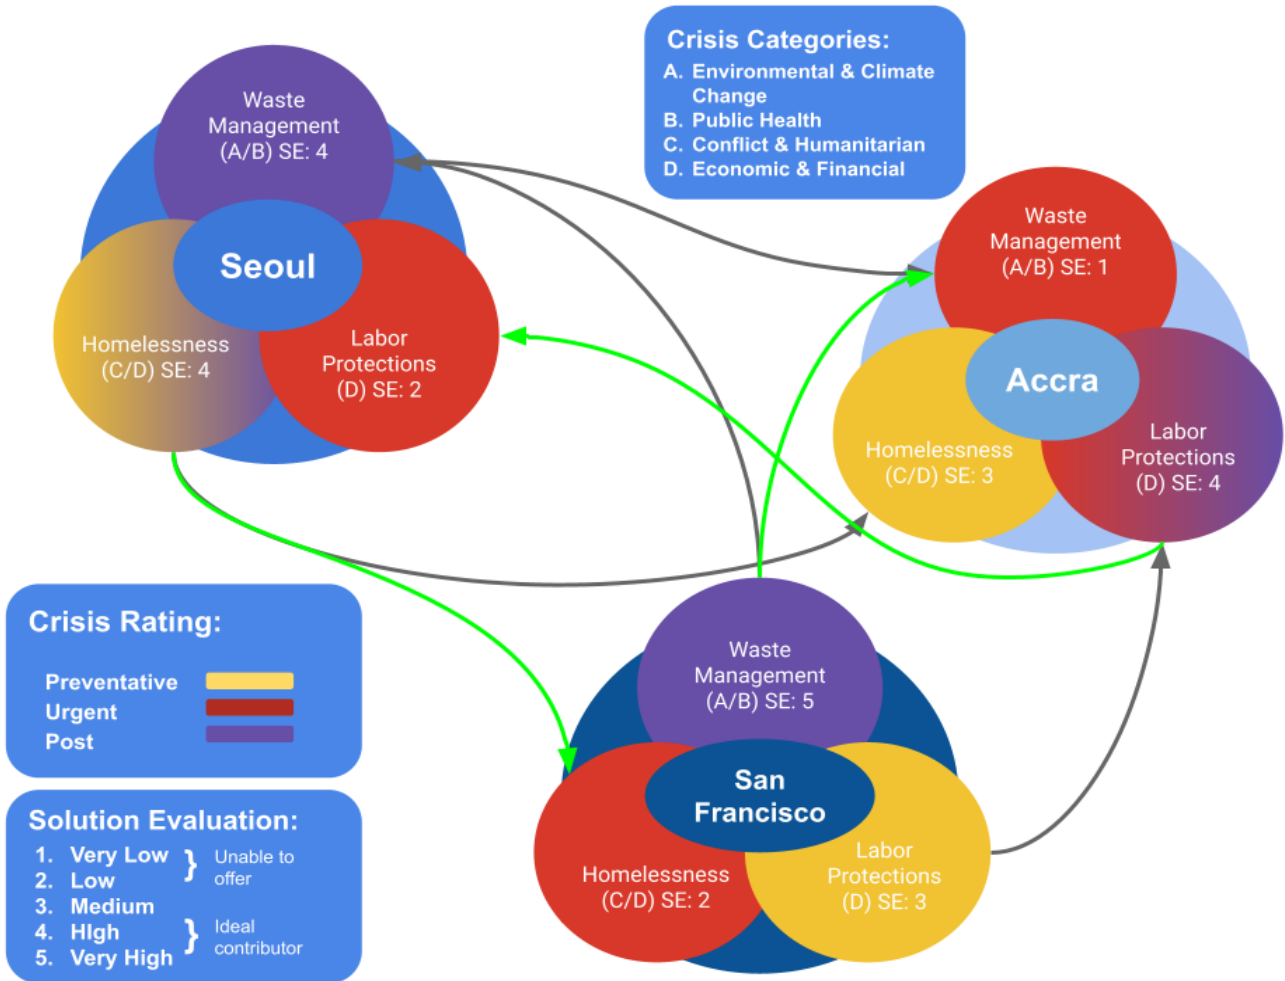 Crisis Categories:
A. Environmental & Climate
Change
B. Public Health
C. Conflict & Humanitarian
D. Economic & Financial
Waste
Management
(A/B) SE: 4
Seoul
Homelessness
(C/D) SE: 4
Labor
Protections
(D) SE: 2
Waste
Management
(A/B) SE: 1
Accra
Homelessness
(C/D) SE: 3
Labor
Protections
(D) SE: 4
Crisis Rating:
Preventative
Urgent
Post
Waste
Management
(A/B) SE: 5
San
Francisco
Homelessness
(C/D) SE: 2
Labor
Protections
(D) SE: 3
Solution Evaluation:
1. Very Low
2. Low
} Unable to
offer
3. Medium
4. HIgh
5. Very High
} Ideal
contributor